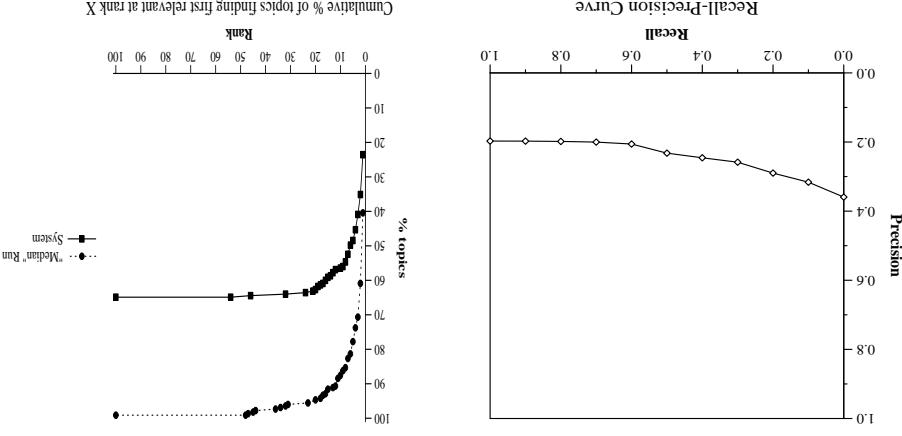 1.0
0.8
0.6
0.4
0.2
0.0
Precision
0.0 0.2 0.4 0.6 0.8 1.0
Recall
Recall-Precision Curve
100
90
80
70
60
50
40
30
20
10
0
% topics
"Median" Run
System
0 10 20 30 40 50 60 70 80 90 100
Rank
Cumulative % of topics finding first relevant at rank X